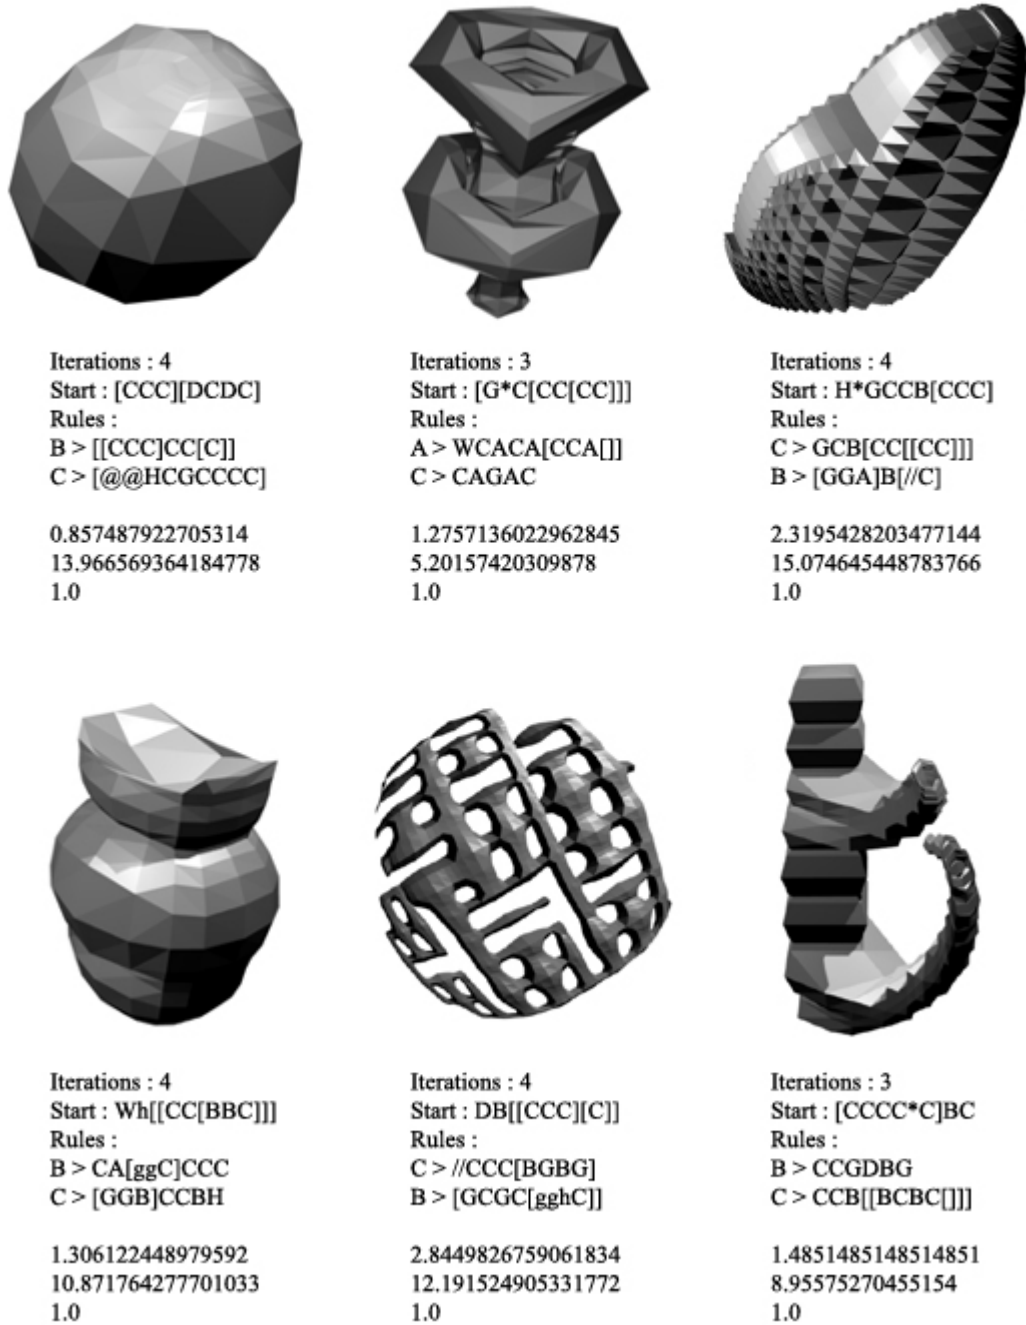 Iterations : 4
Start : [CCC][DCDC]
Rules :
B > [[CCC]CC[C]]
C > [@@HCGCCCC]
0.857487922705314
13.966569364184778
1.0
Iterations : 3
Start : [G*C[CC[CC]]]
Rules :
A > WCACA[CCA[]]
C > CAGAC
1.2757136022962845
5.20157420309878
1.0
Iterations : 4
Start : H*GCCB[CCC]
Rules :
C > GCB[CC[[CC]]]
B > [GGA]B[//C]
2.3195428203477144
15.074645448783766
1.0
Iterations : 4
Start : Wh[[CC[BBC]]]
Rules :
B > CA[ggC]CCC
C > [GGB]CCBH
1.306122448979592
10.871764277701033
1.0
Iterations : 4
Start : DB[[CCC][C]]
Rules :
C > //CCC[BGBG]
B > [GCGC[gghC]]
2.8449826759061834
12.191524905331772
1.0
Iterations : 3
Start : [CCCC*C]BC
Rules :
B > CCGDBG
C > CCB[[BCBC[]]]
1.4851485148514851
8.95575270455154
1.0